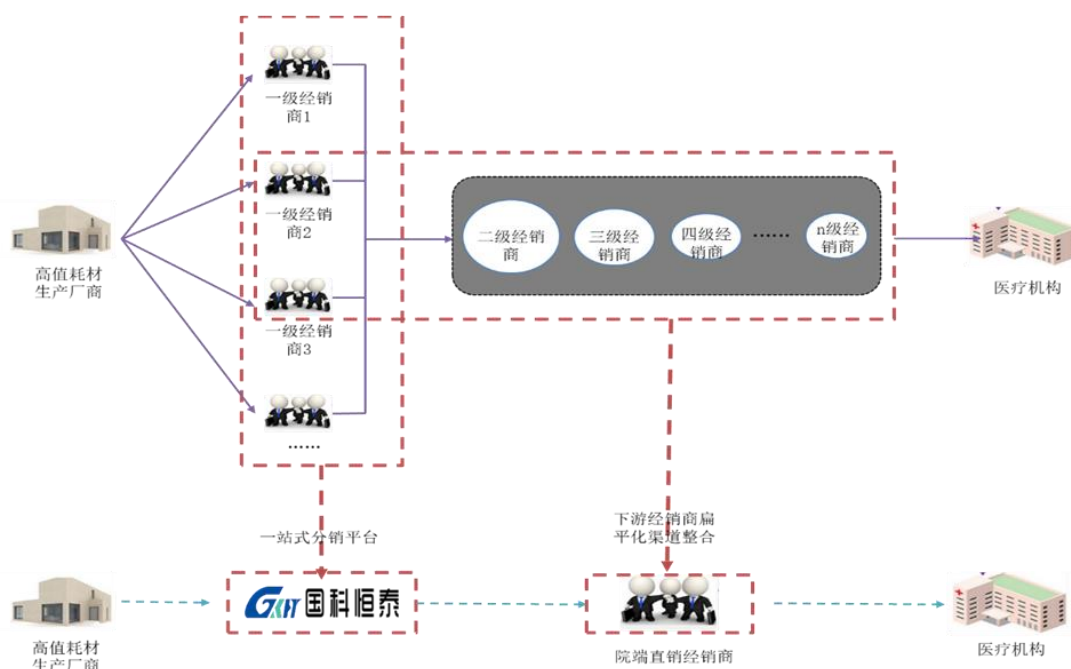 一级经销
商1
一级经销
商2
高值耗材
生产厂商
二级经销
商
三级经
销商
四级经
销商
······
n级经
销商
医疗机构
一级经销
商3
······
一站式分销平台
下游经销商扁
平化渠道整合
GKHT 国科恒泰
高值耗材
生产厂商
院端直销经销商
医疗机构